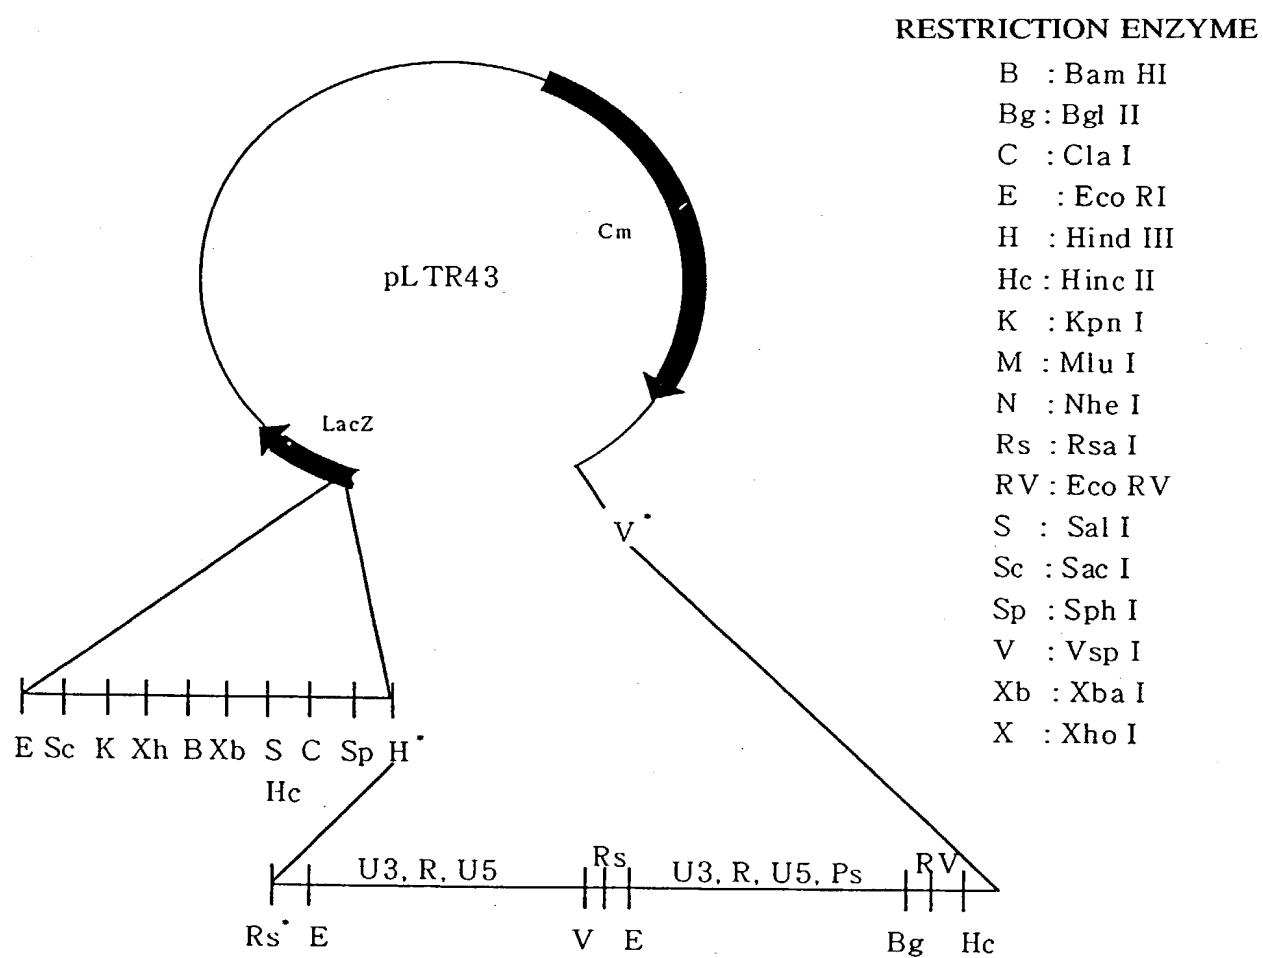 RESTRICTION ENZYME
B : Bam HI
Bg : Bgl II
C : Cla I
E : Eco RI
H : Hind III
Hc : Hinc II
K : Kpn I
M : Mlu I
N : Nhe I
Rs : Rsa I
RV : Eco RV
S : Sal I
Sc : Sac I
Sp : Sph I
V : Vsp I
Xb : Xba I
X : Xho I
Cm
pLTR43
LacZ
V*
E Sc K Xh B Xb S C Sp H*
Hc
U3, R, U5 Rs U3, R, U5, Ps RV
Rs* E V E Bg Hc